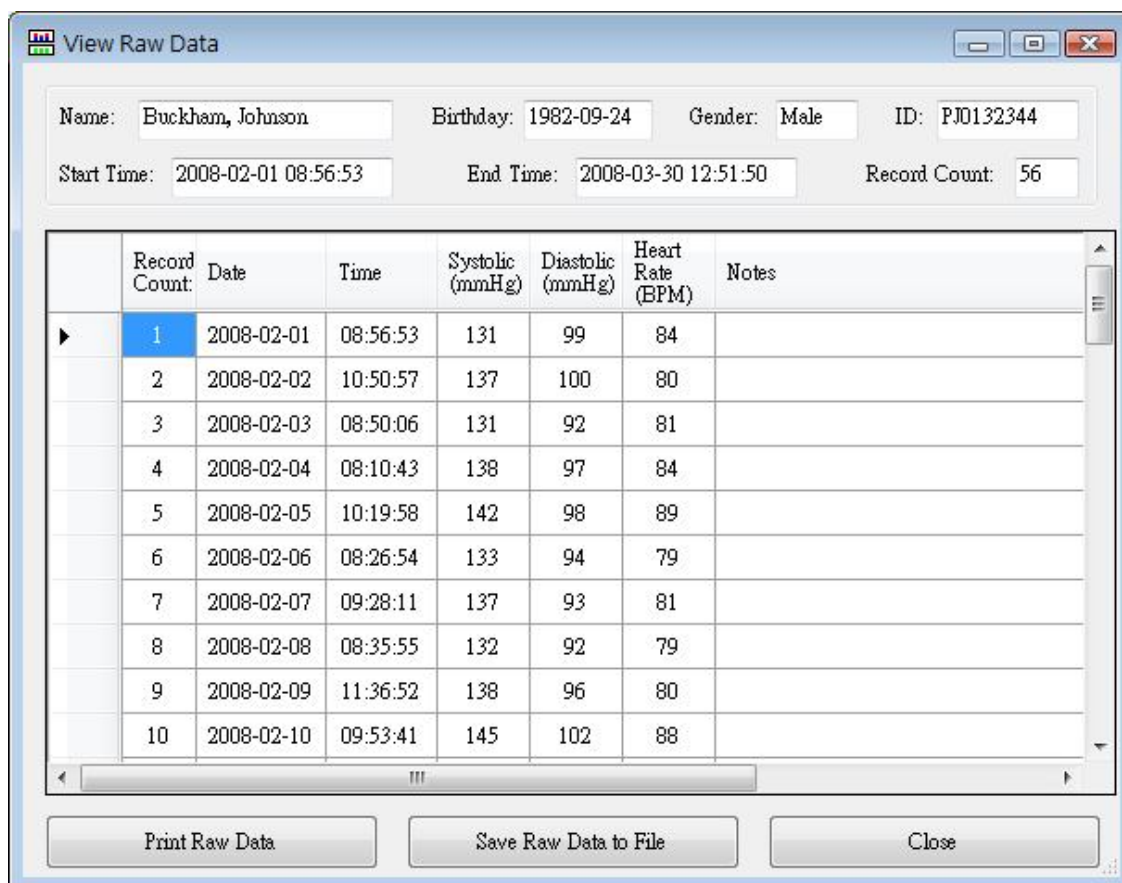 View Raw Data
Name: Buckham, Johnson Birthday: 1982-09-24 Gender: Male ID: PJ0132344
Start Time: 2008-02-01 08:56:53 End Time: 2008-03-30 12:51:50 Record Count: 56
Record Count: Date Time Systolic (mmHg) Diastolic (mmHg) Heart Rate (BPM) Notes
1 2008-02-01 08:56:53 131 99 84
2 2008-02-02 10:50:57 137 100 80
3 2008-02-03 08:50:06 131 92 81
4 2008-02-04 08:10:43 138 97 84
5 2008-02-05 10:19:58 142 98 89
6 2008-02-06 08:26:54 133 94 79
7 2008-02-07 09:28:11 137 93 81
8 2008-02-08 08:35:55 132 92 79
9 2008-02-09 11:36:52 138 96 80
10 2008-02-10 09:53:41 145 102 88
Print Raw Data Save Raw Data to File Close